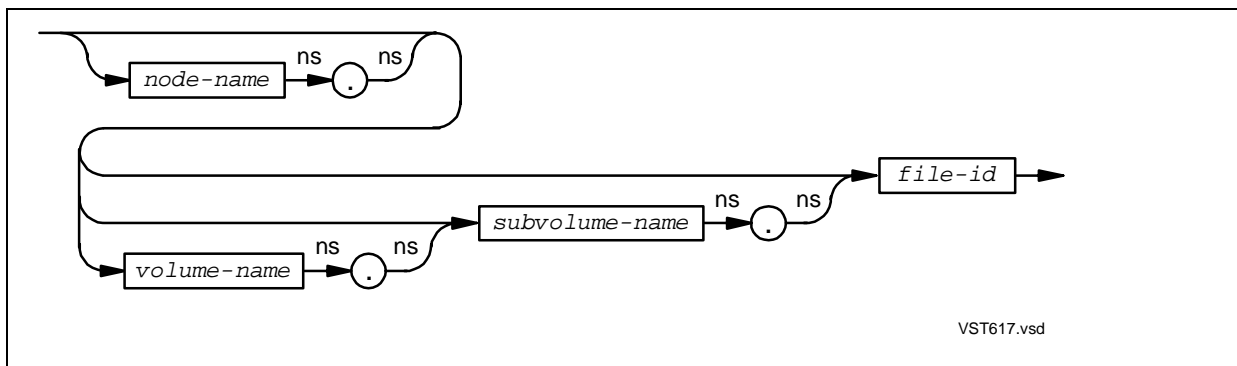 ns ns
node-name .
file-id
ns ns
subvolume-name .
ns ns
volume-name .
VST617.vsd